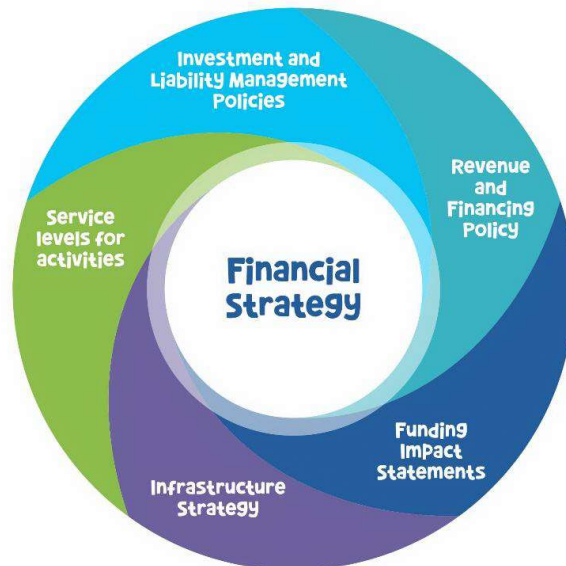 Investment and
Liability Management
Policies
Revenue
and
Financing
Policy
Service
levels for
activities
Financial
Strategy
Funding
Impact
Statements
Infrastructure
Strategy